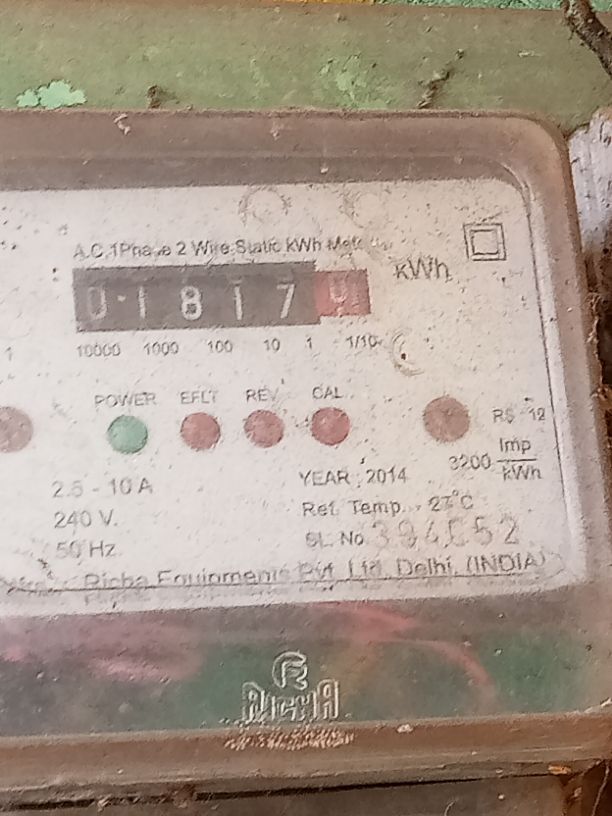 A.C. 1Phase 2 Wire Static kWh Meter
0 1 8 1 7
kWh
10000 1000 100 10 1 1/10
POWER EFLT REV CAL
RS - 12
3200 Imp/kWh
2.5 - 10 A
YEAR : 2014
240 V.
Ref. Temp. - 27°C
50 Hz
SL. No.
Richa Equipments Pvt. Ltd. Delhi. (INDIA)
R
RICHA